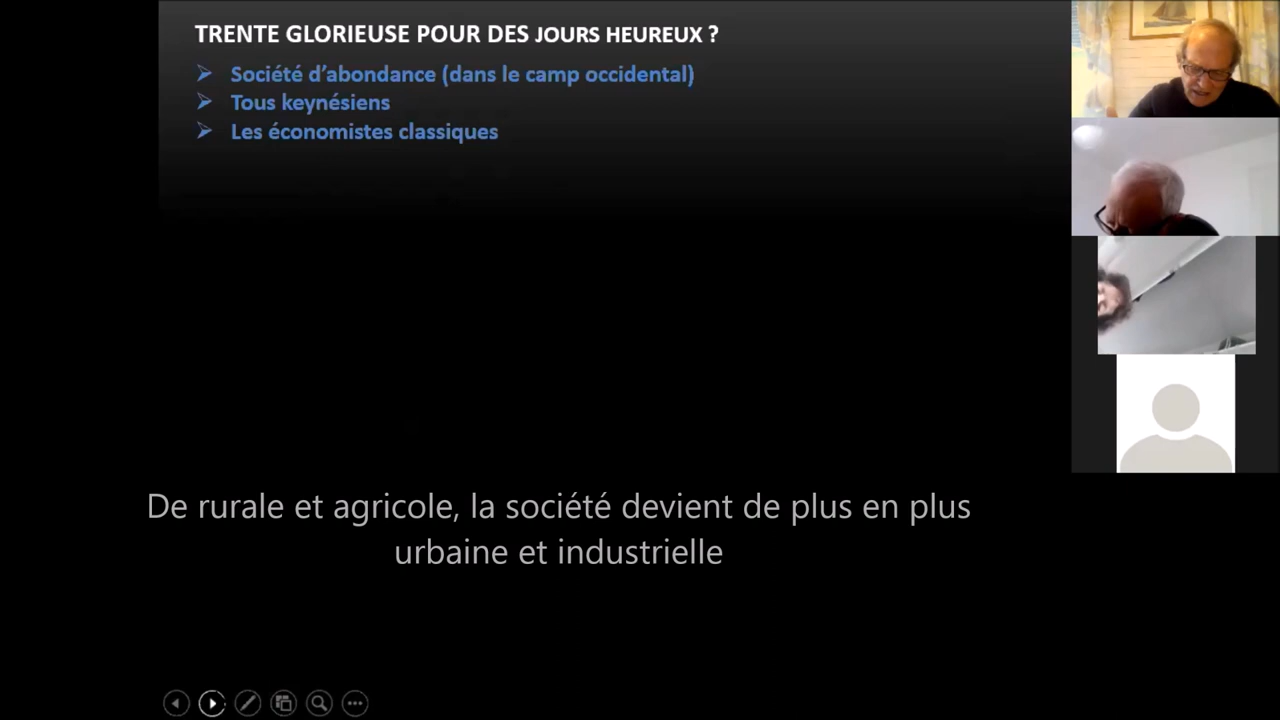 TRENTE GLORIEUSE POUR DES JOURS HEUREUX ?
Société d'abondance (dans le camp occidental)
Tous keynésiens
Les économistes classiques
De rurale et agricole, la société devient de plus en plus
urbaine et industrielle